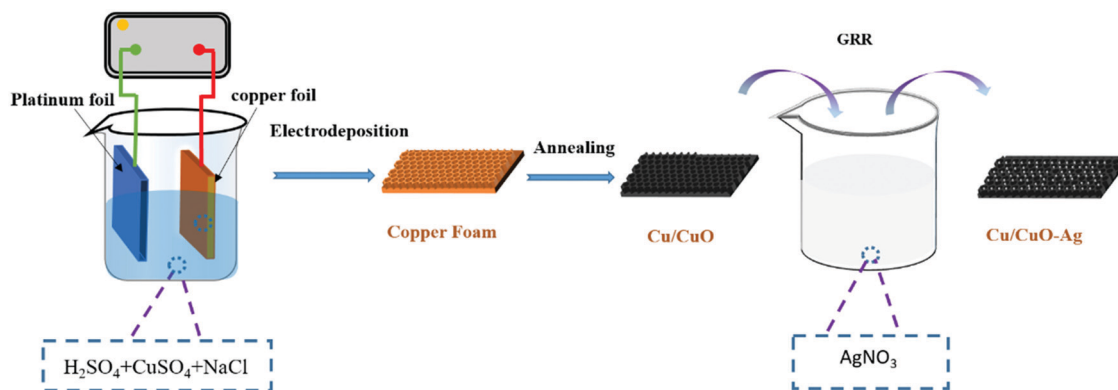 GRR
Platinum foil
copper foil
Electrodeposition
Annealing
Copper Foam
Cu/CuO
Cu/CuO-Ag
H₂SO₄+CuSO₄+NaCl
AgNO₃